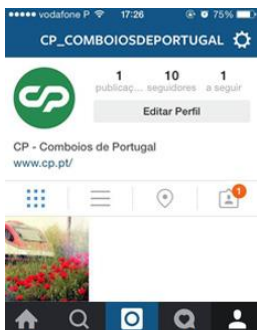 vodafone P 17:26 75%
CP_COMBOIOSDEPORTUGAL
CP
1 10 1
publicaç... seguidores a seguir
Editar Perfil
CP - Comboios de Portugal
www.cp.pt/
1